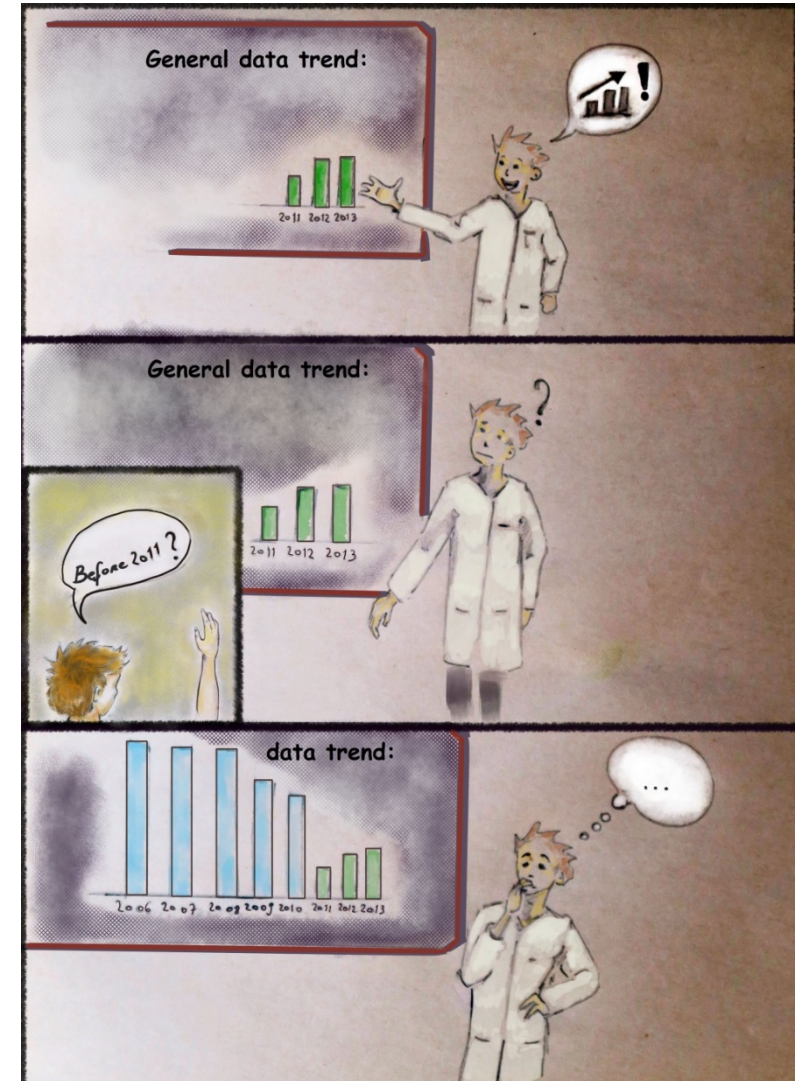 General data trend:
!
2011 2012 2013
General data trend:
?
Before 2011?
2011 2012 2013
data trend:
...
2006 2007 2008 2009 2010 2011 2012 2013